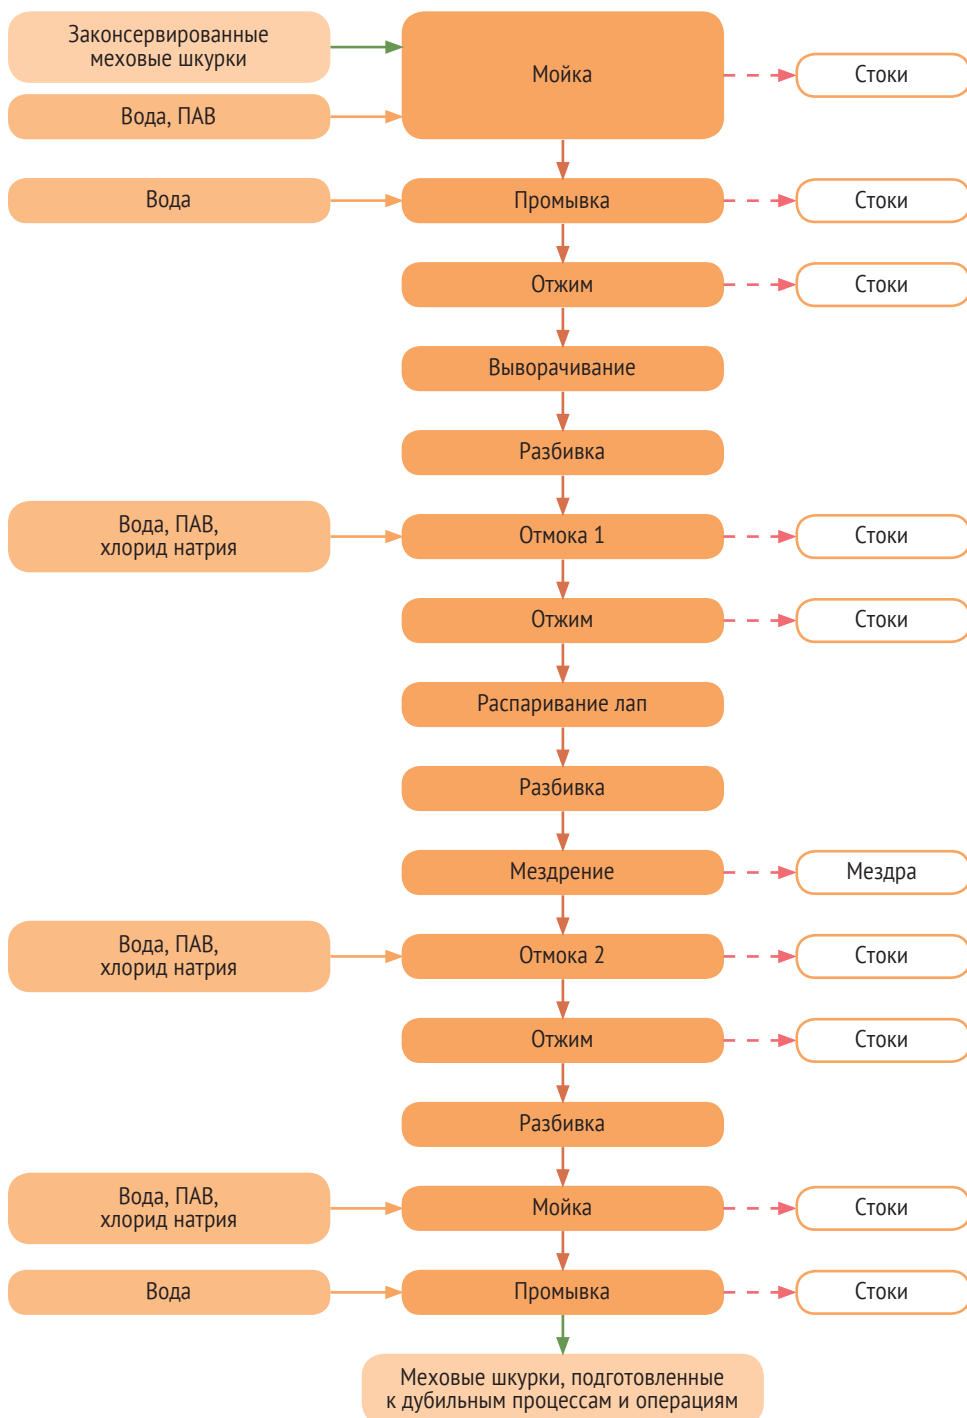 Законсервированные
меховые шкурки
Мойка
Стоки
Вода, ПАВ
Вода
Промывка
Стоки
Отжим
Стоки
Выворачивание
Разбивка
Вода, ПАВ,
хлорид натрия
Отмока 1
Стоки
Отжим
Стоки
Распаривание лап
Разбивка
Мездрение
Мездра
Вода, ПАВ,
хлорид натрия
Отмока 2
Стоки
Отжим
Стоки
Разбивка
Вода, ПАВ,
хлорид натрия
Мойка
Стоки
Вода
Промывка
Стоки
Меховые шкурки, подготовленные
к дубильным процессам и операциям